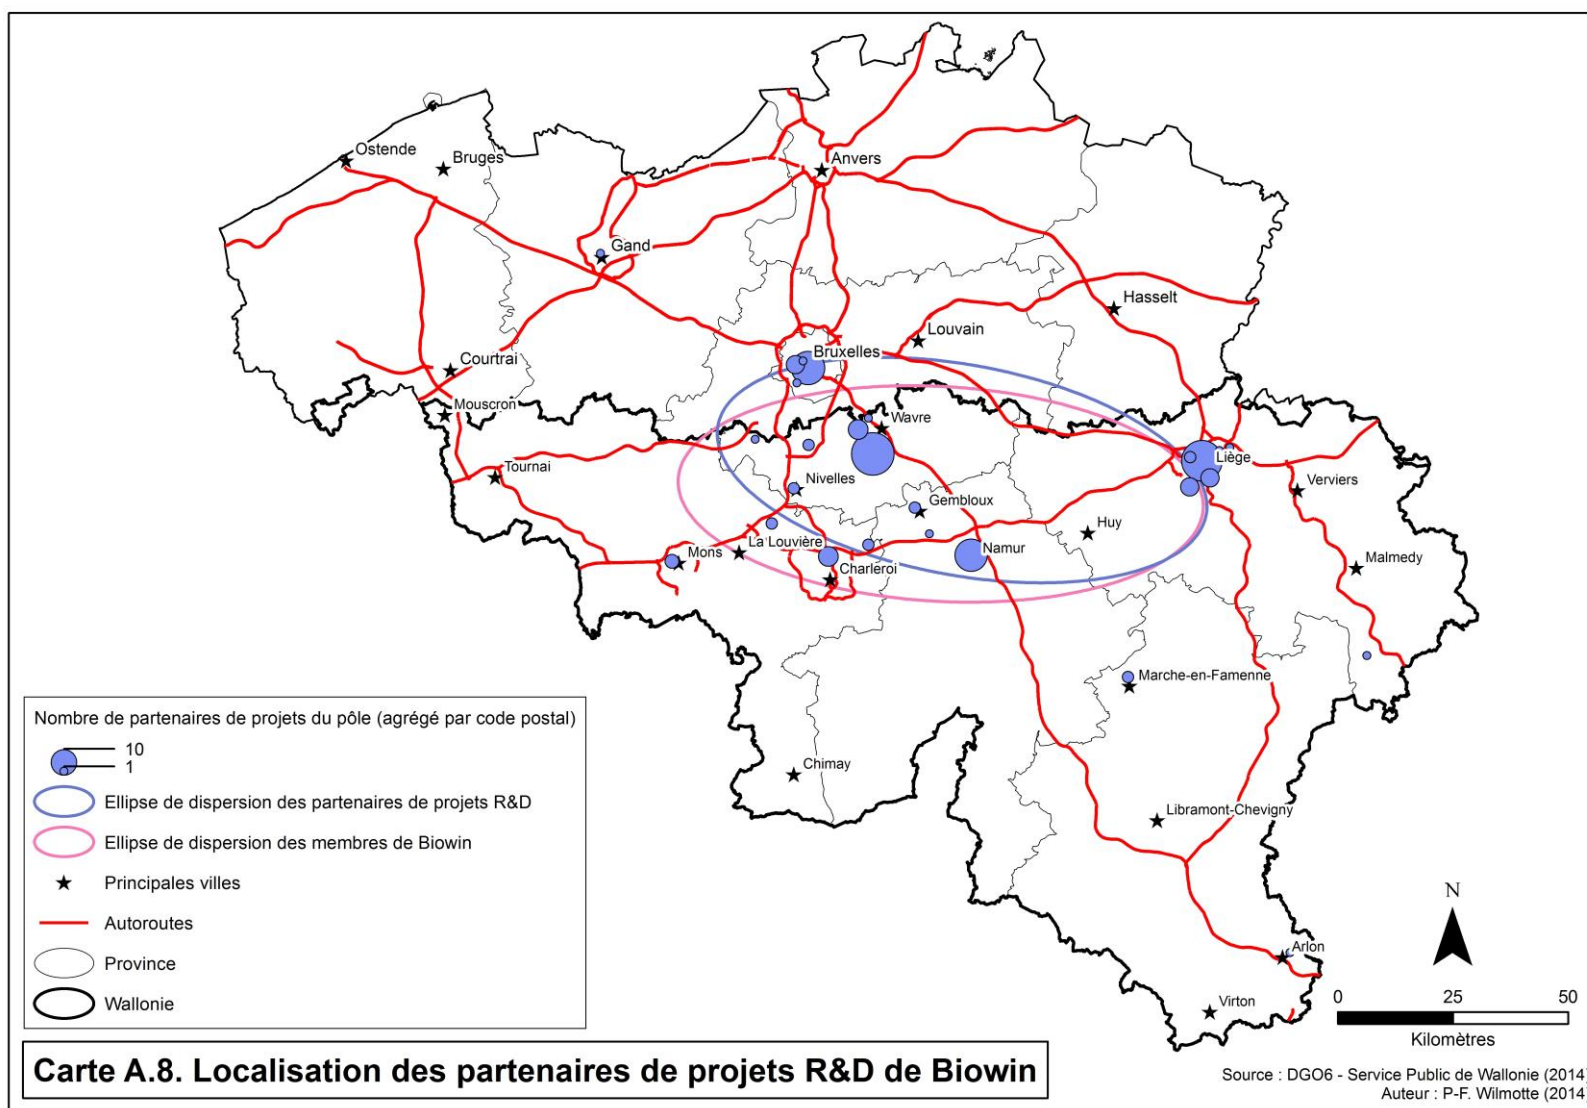 Ostende
Bruges
Anvers
Gand
Hasselt
Louvain
Bruxelles
Courtrai
Mouscron
Wavre
Tournai
Liège
Verviers
Nivelles
Gembloux
Huy
Mons
La Louvière
Namur
Charleroi
Malmedy
Marche-en-Famenne
Chimay
Libramont-Chevigny
Arlon
Virton
Nombre de partenaires de projets du pôle (agrégé par code postal)
10
1
Ellipse de dispersion des partenaires de projets R&D
Ellipse de dispersion des membres de Biowin
Principales villes
Autoroutes
Province
Wallonie
N
0 25 50
Kilomètres
Carte A.8. Localisation des partenaires de projets R&D de Biowin
Source : DGO6 - Service Public de Wallonie (2014)
Auteur : P-F. Wilmotte (2014)